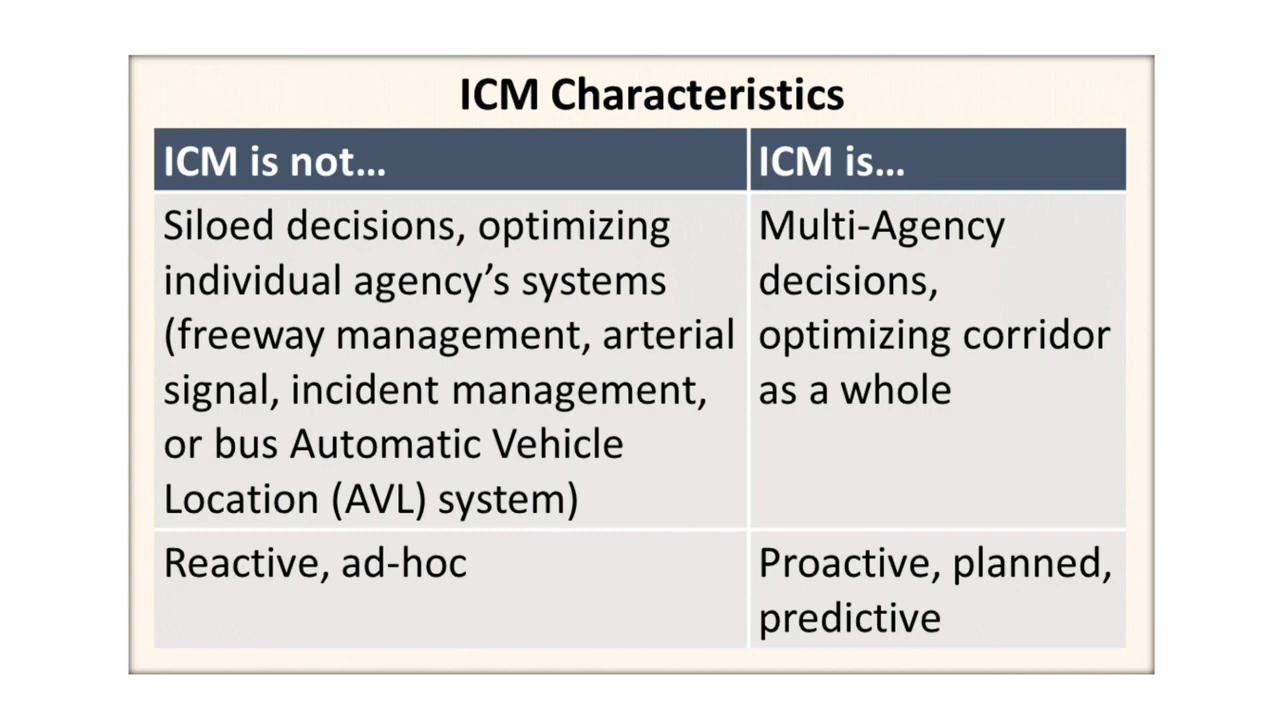 ICM Characteristics
ICM is not…
ICM is…
Siloed decisions, optimizing
individual agency’s systems
(freeway management, arterial
signal, incident management,
or bus Automatic Vehicle
Location (AVL) system)
Multi-Agency
decisions,
optimizing corridor
as a whole
Reactive, ad-hoc
Proactive, planned,
predictive